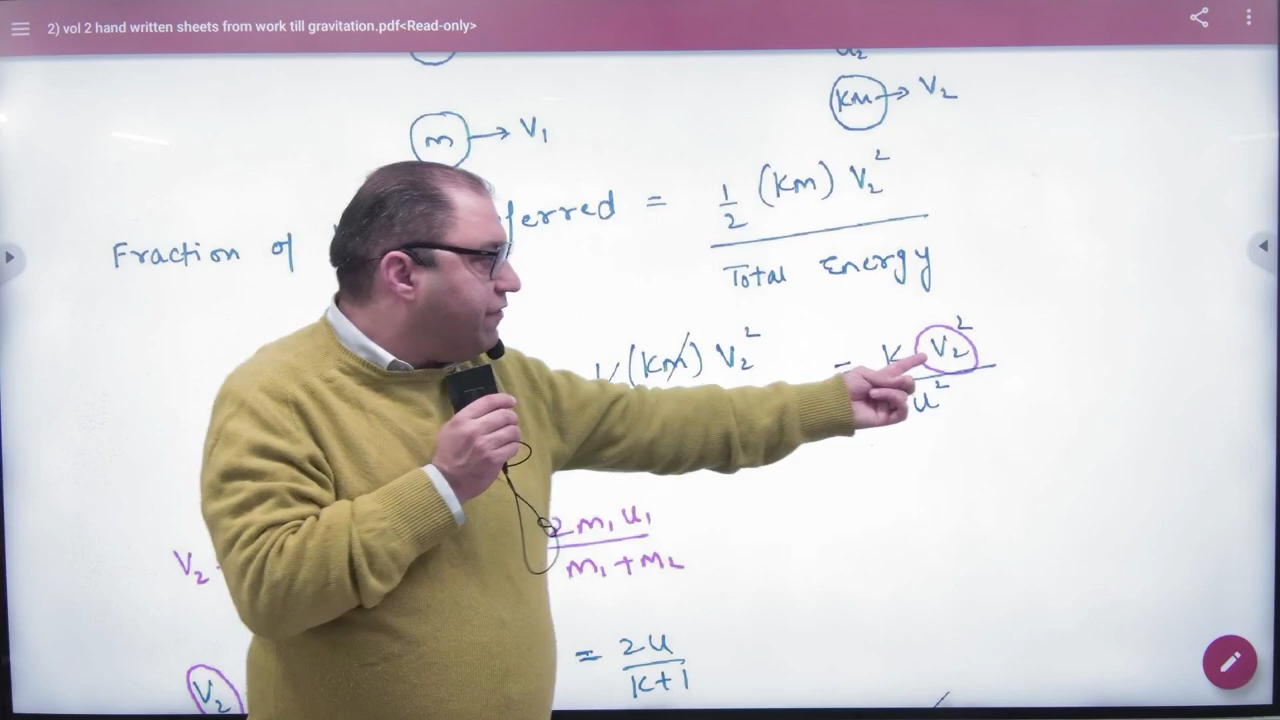 2) vol 2 hand written sheets from work till gravitation.pdf<Read-only>
u₂
m → V₁ Km → V₂
Fraction of ferred = ½ (Km) V₂² / Total Energy
(Km) V₂² = K V₂² / u²
V₂ 2m₁u₁ / m₁+m₂
V₂ = 2u / K+1